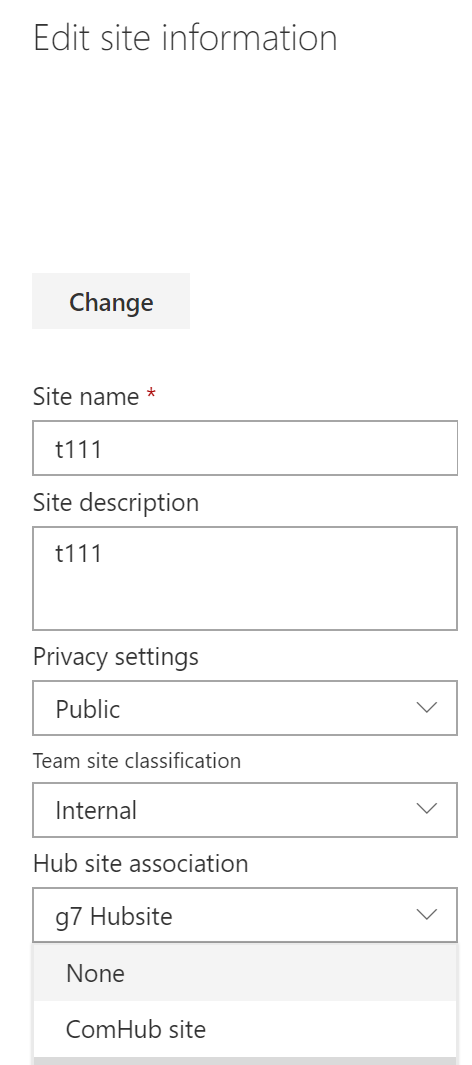 Edit site information
Change
Site name *
t111
Site description
t111
Privacy settings
Public
Team site classification
Internal
Hub site association
g7 Hubsite
None
ComHub site